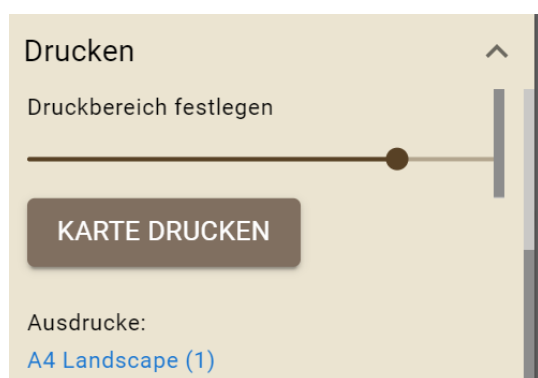 Drucken
Druckbereich festlegen
KARTE DRUCKEN
Ausdrucke:
A4 Landscape (1)